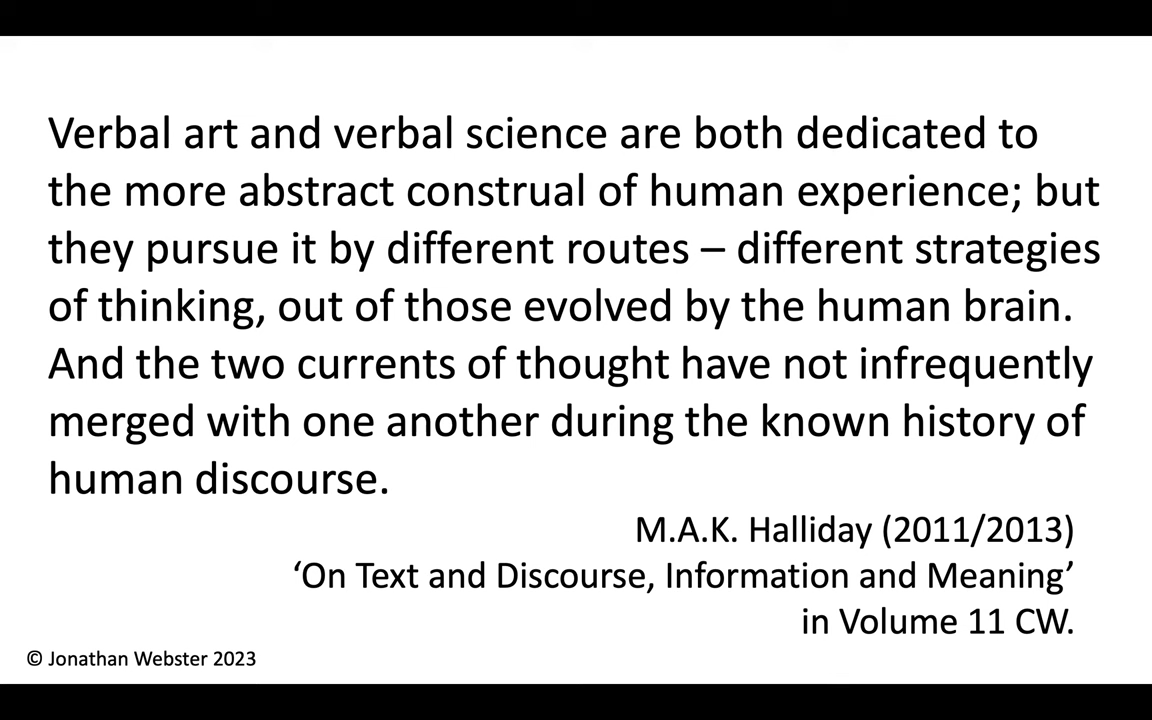 Verbal art and verbal science are both dedicated to
the more abstract construal of human experience; but
they pursue it by different routes – different strategies
of thinking, out of those evolved by the human brain.
And the two currents of thought have not infrequently
merged with one another during the known history of
human discourse.
M.A.K. Halliday (2011/2013)
‘On Text and Discourse, Information and Meaning’
in Volume 11 CW.
© Jonathan Webster 2023